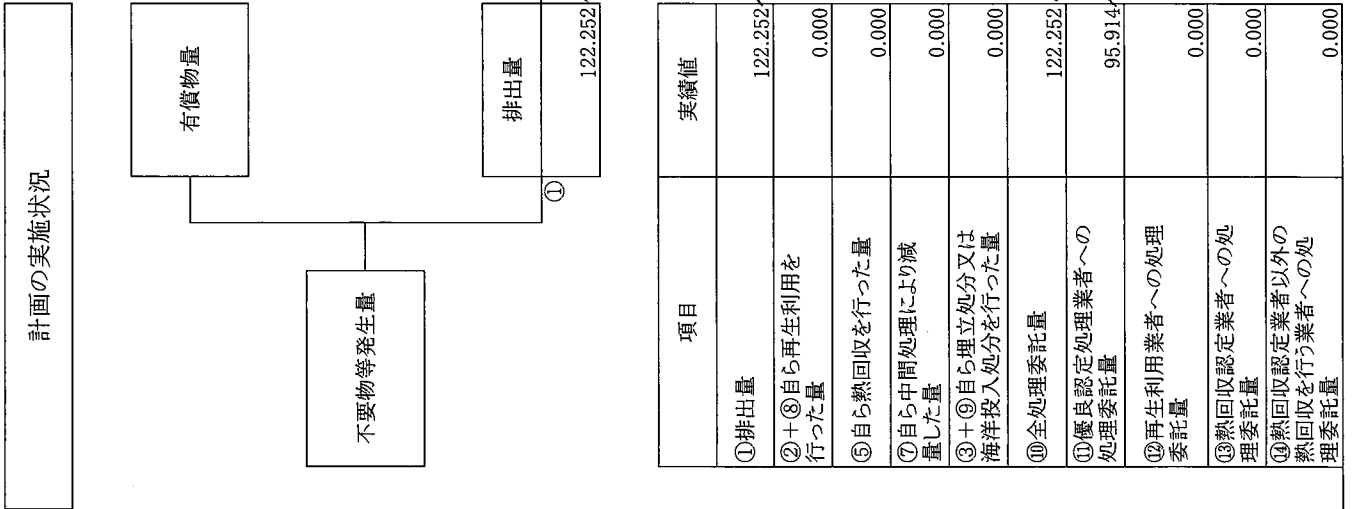 計画の実施状況
不要物等発生量
有償物量
排出量
①
122.252
項目
実績値
①排出量
122.252
②+⑧自ら再生利用を
行った量
0.000
⑤自ら熱回収を行った量
0.000
⑦自ら中間処理により減
量した量
0.000
③+⑨自ら埋立処分又は
海洋投入処分を行った量
0.000
⑩全処理委託量
122.252
⑪優良認定処理業者への
処理委託量
95.914
⑫再生利用業者への処理
委託量
0.000
⑬熱回収認定業者への処
理委託量
0.000
⑭熱回収認定業者以外の
熱回収を行う業者への処
理委託量
0.000